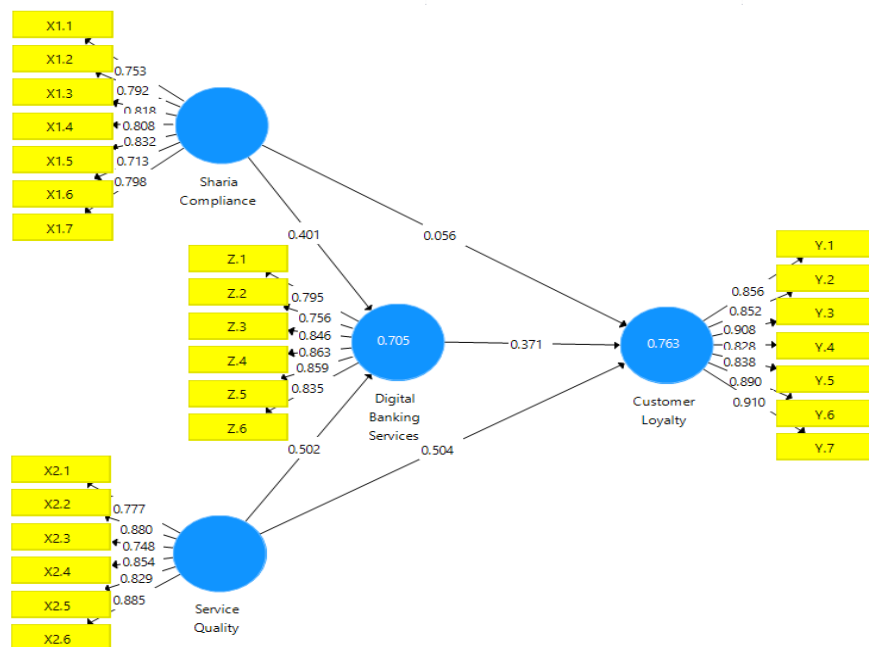 X1.1
X1.2
X1.3
X1.4
X1.5
X1.6
X1.7
0.753
0.792
0.818
0.808
0.832
0.713
0.798
Sharia
Compliance
0.401
0.056
Z.1
Z.2
Z.3
Z.4
Z.5
Z.6
0.795
0.756
0.846
0.863
0.859
0.835
0.705
Digital
Banking
Services
0.371
0.763
Customer
Loyalty
0.856
0.852
0.908
0.828
0.838
0.890
0.910
Y.1
Y.2
Y.3
Y.4
Y.5
Y.6
Y.7
0.502
0.504
X2.1
X2.2
X2.3
X2.4
X2.5
X2.6
0.777
0.880
0.748
0.854
0.829
0.885
Service
Quality